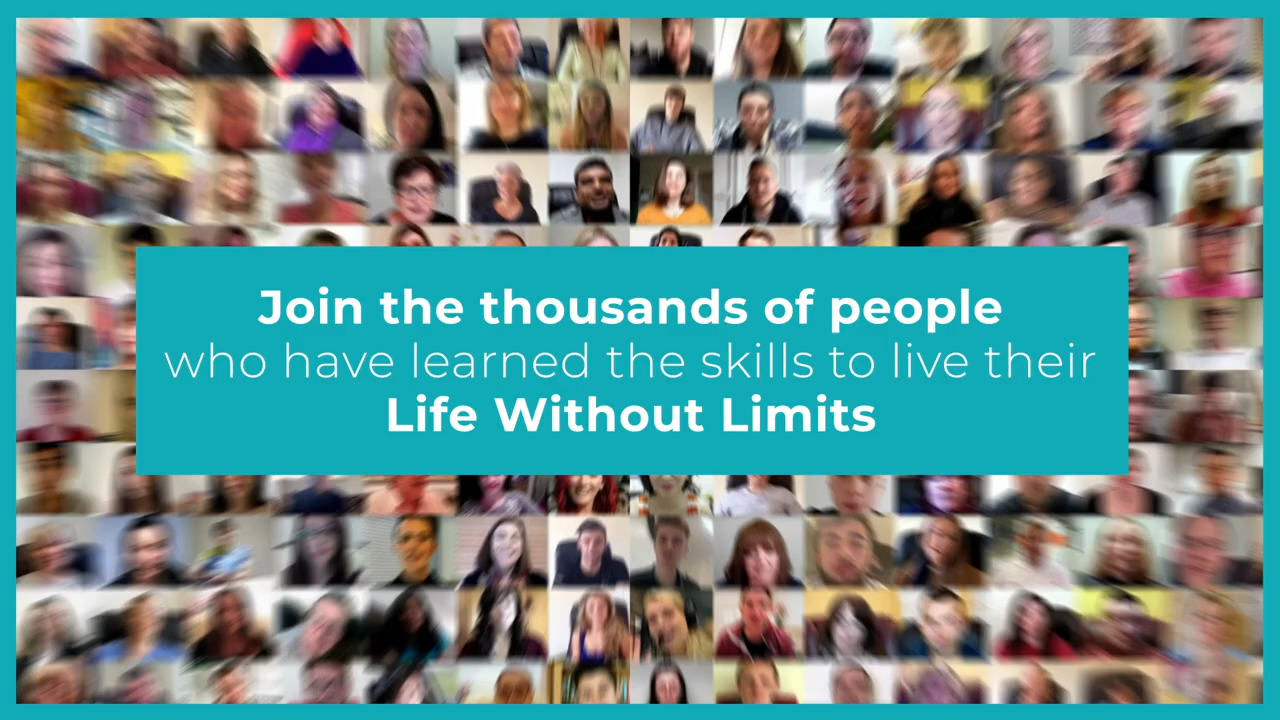 Join the thousands of people
who have learned the skills to live their
Life Without Limits